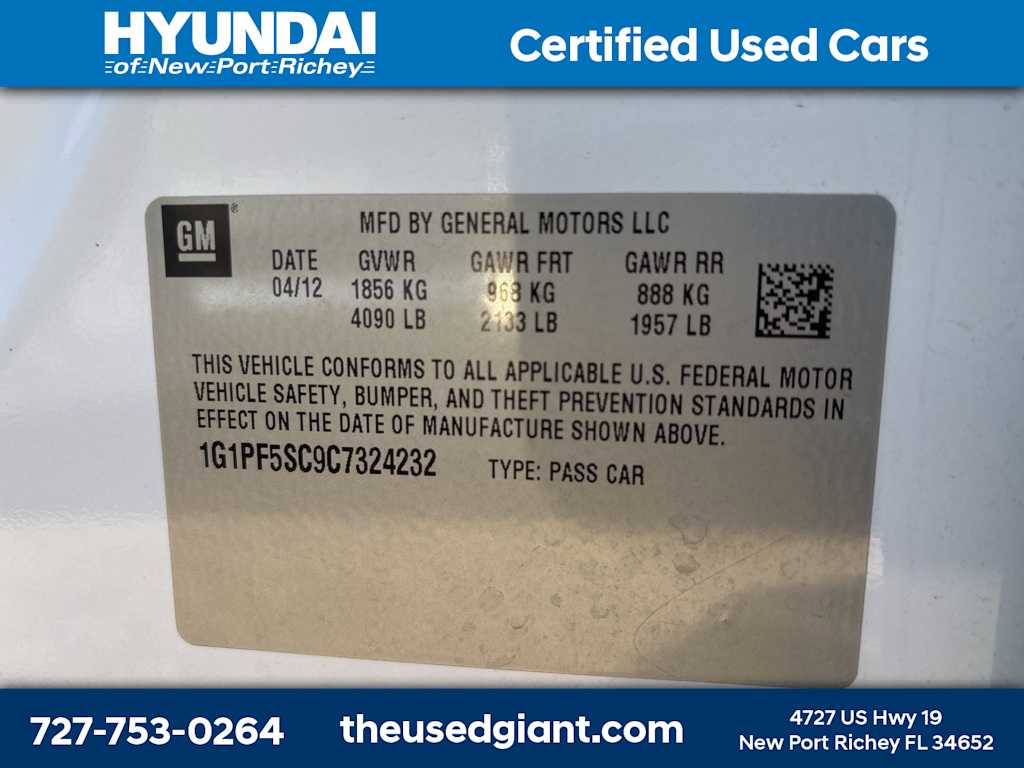 HYUNDAI
of New Port Richey
Certified Used Cars
GM®
MFD BY GENERAL MOTORS LLC
DATE GVWR GAWR FRT GAWR RR
04/12 1856 KG 968 KG 888 KG
4090 LB 2133 LB 1957 LB
THIS VEHICLE CONFORMS TO ALL APPLICABLE U.S. FEDERAL MOTOR
VEHICLE SAFETY, BUMPER, AND THEFT PREVENTION STANDARDS IN
EFFECT ON THE DATE OF MANUFACTURE SHOWN ABOVE.
1G1PF5SC9C7324232 TYPE: PASS CAR
727-753-0264
theusedgiant.com
4727 US Hwy 19
New Port Richey FL 34652